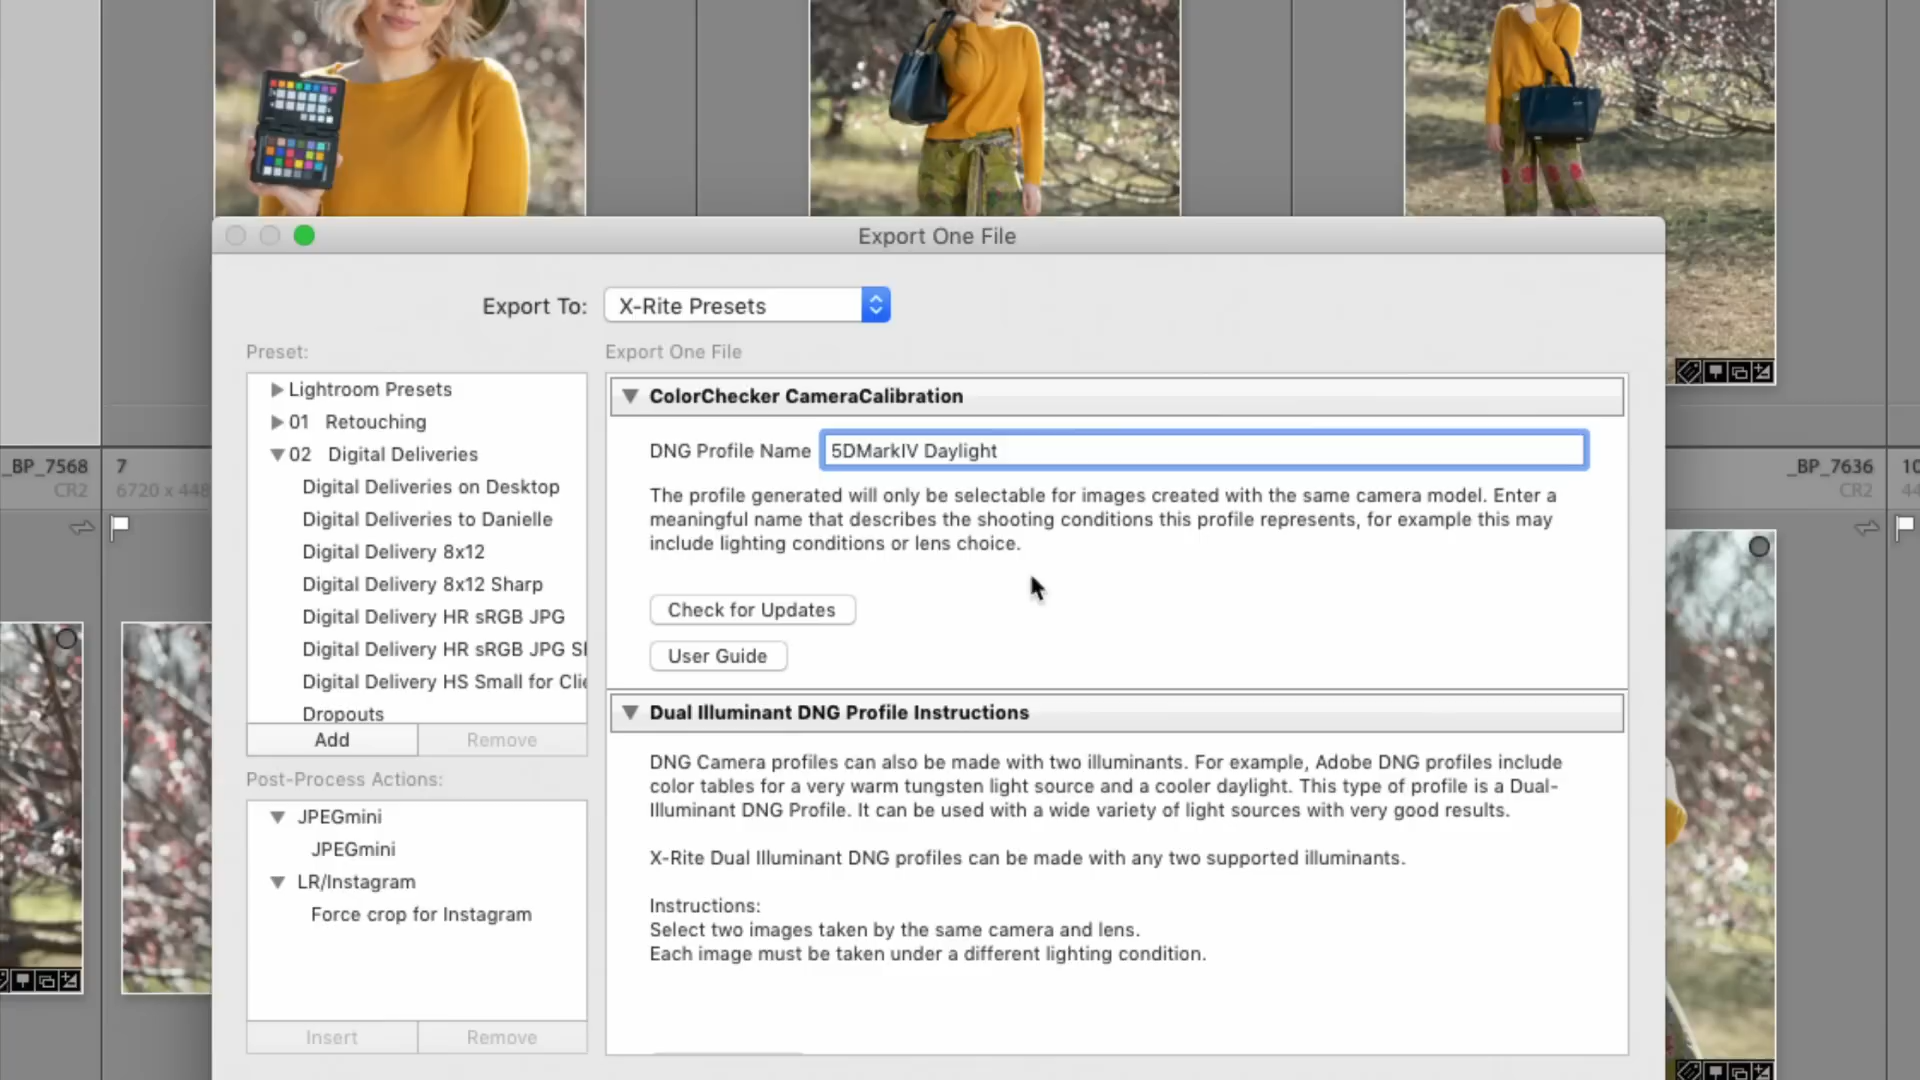 Export One File
Export To: X-Rite Presets
Preset:
Lightroom Presets
01 Retouching
02 Digital Deliveries
Digital Deliveries on Desktop
Digital Deliveries to Danielle
Digital Delivery 8x12
Digital Delivery 8x12 Sharp
Digital Delivery HR sRGB JPG
Digital Delivery HR sRGB JPG
Digital Delivery HS Small for
Dropouts
Add Remove
Post-Process Actions:
JPEGmini
JPEGmini
LR/Instagram
Force crop for Instagram
Insert Remove
Export One File
ColorChecker CameraCalibration
DNG Profile Name 5DMarkIV Daylight
The profile generated will only be selectable for images created with the same camera model. Enter a
meaningful name that describes the shooting conditions this profile represents, for example this may
include lighting conditions or lens choice.
Check for Updates
User Guide
Dual Illuminant DNG Profile Instructions
DNG Camera profiles can also be made with two illuminants. For example, Adobe DNG profiles include
color tables for a very warm tungsten light source and a cooler daylight. This type of profile is a Dual-
Illuminant DNG Profile. It can be used with a wide variety of light sources with very good results.
X-Rite Dual Illuminant DNG profiles can be made with any two supported illuminants.
Instructions:
Select two images taken by the same camera and lens.
Each image must be taken under a different lighting condition.
_BP_7568
CR2
7
6720 x 448
_BP_7636
CR2
10
44